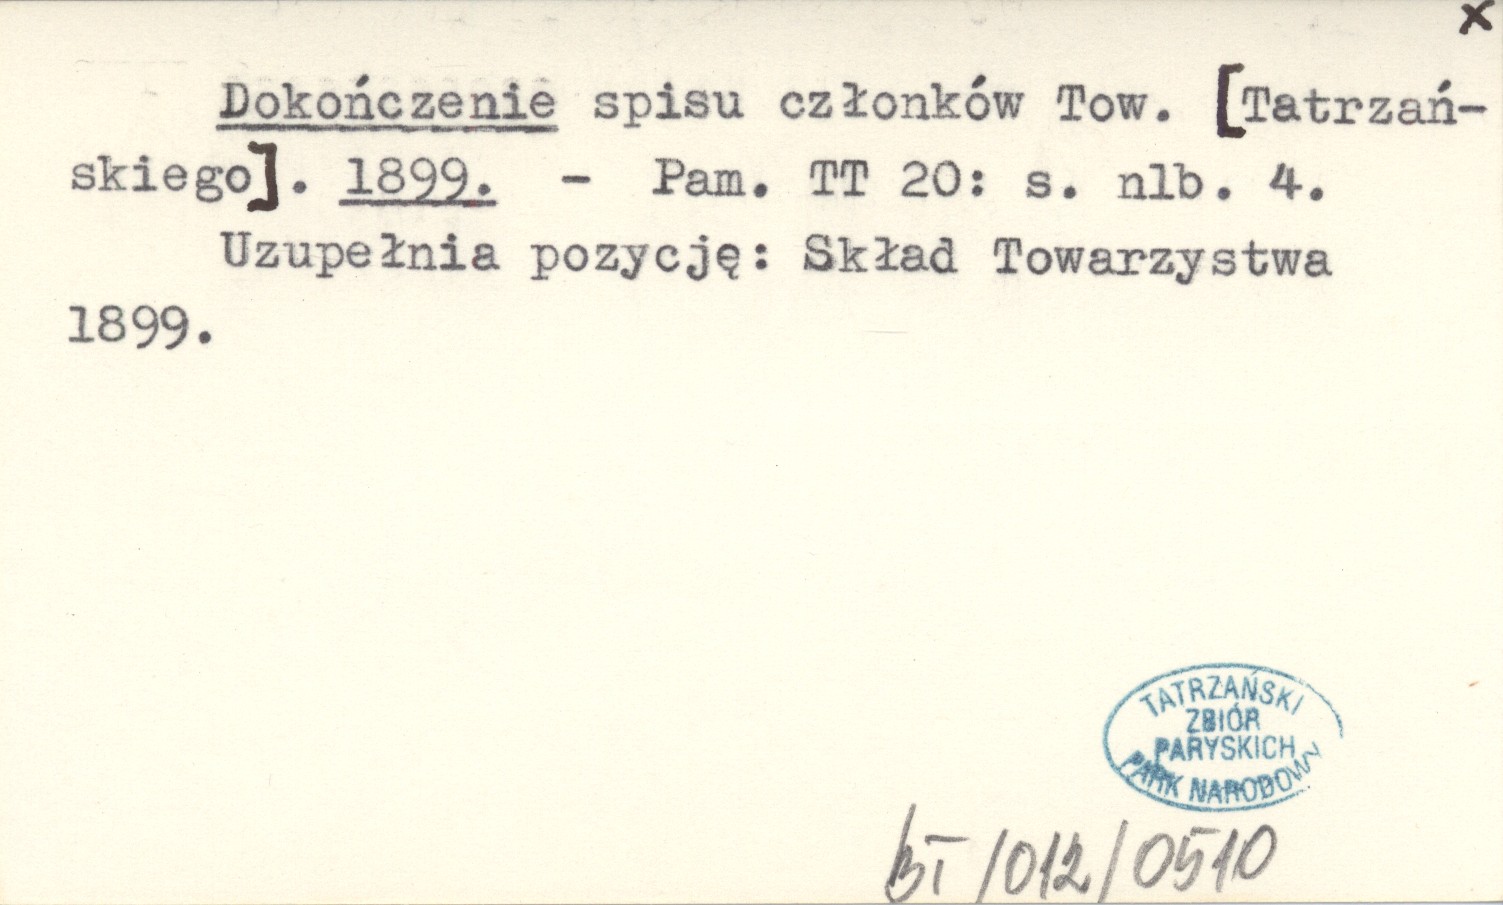 x
Dokończenie spisu członków Tow. [Tatrzań-
skiego]. 1899. - Pam. TT 20: s. nlb. 4.
Uzupełnia pozycję: Skład Towarzystwa
1899.
TATRZAŃSKI
ZBIÓR
PARYSKICH
PARK NARODOWY
BT/012/0510